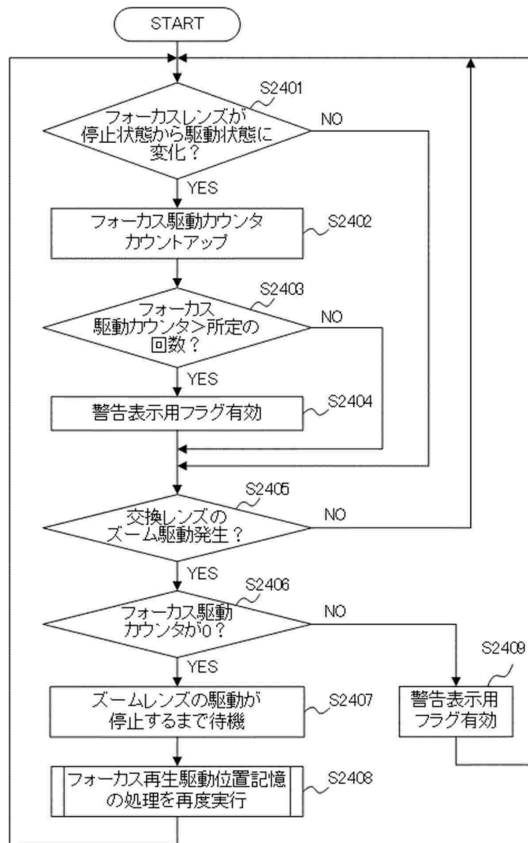 START
S2401
フォーカスレンズが
停止状態から駆動状態に
変化？
NO
YES
フォーカス駆動カウンタ
カウントアップ
S2402
S2403
フォーカス
駆動カウンタ＞所定の
回数？
NO
YES
警告表示用フラグ有効
S2404
S2405
交換レンズの
ズーム駆動発生？
NO
YES
S2406
フォーカス駆動
カウンタが0？
NO
YES
S2409
警告表示用
フラグ有効
ズームレンズの駆動が
停止するまで待機
S2407
フォーカス再生駆動位置記憶
の処理を再度実行
S2408